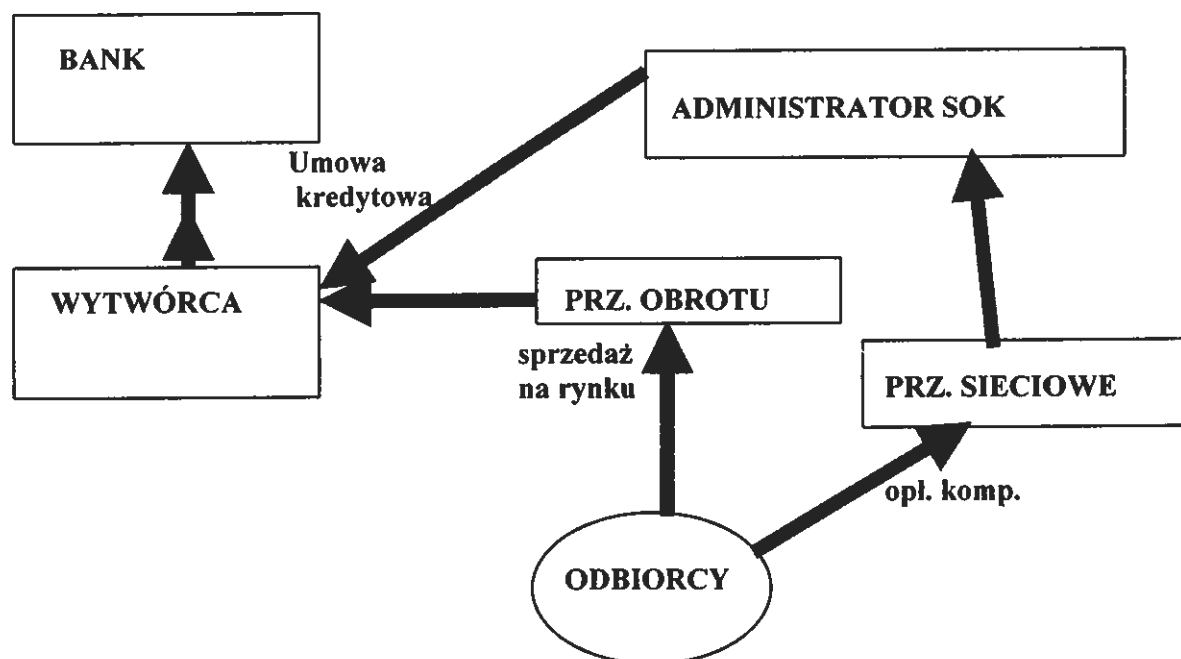 BANK
ADMINISTRATOR SOK
Umowa
kredytowa
WYTWÓRCA
PRZ. OBROTU
sprzedaż
na rynku
PRZ. SIECIOWE
opł. komp.
ODBIORCY